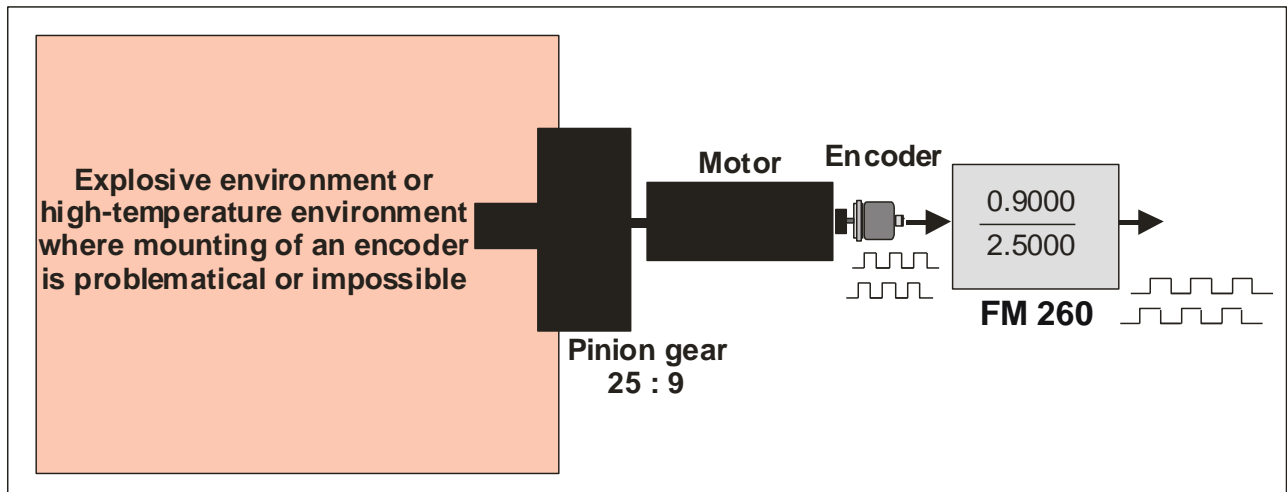 Explosive environment or
high-temperature environment
where mounting of an encoder
is problematical or impossible
Pinion gear
25 : 9
Motor
Encoder
0.9000
2.5000
FM 260